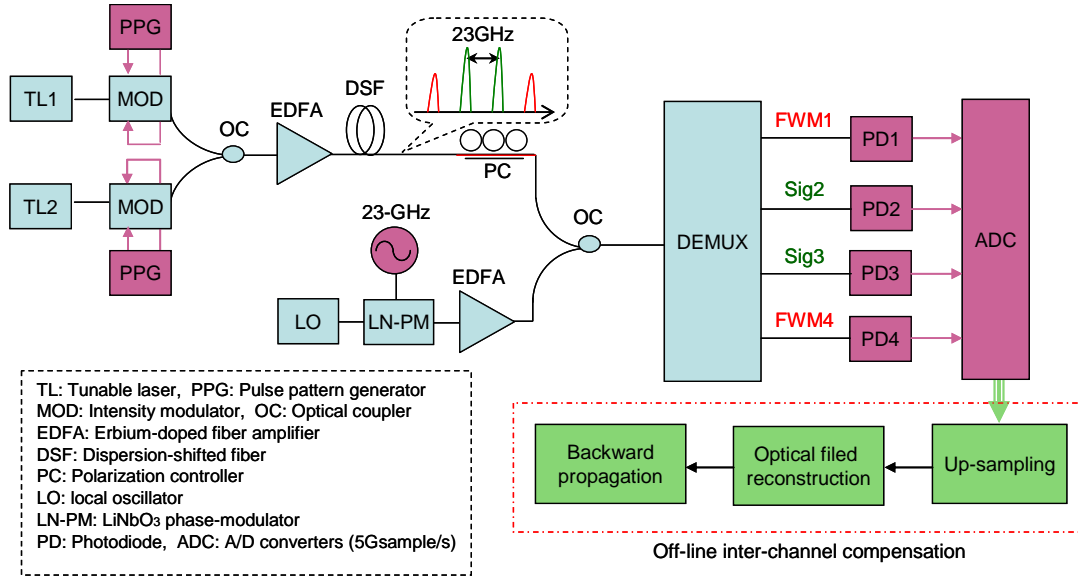 PPG
TL1
MOD
OC
EDFA
DSF
23GHz
PC
TL2
MOD
PPG
23-GHz
EDFA
LO
LN-PM
OC
DEMUX
FWM1
PD1
Sig2
PD2
Sig3
PD3
FWM4
PD4
ADC
TL: Tunable laser, PPG: Pulse pattern generator
MOD: Intensity modulator, OC: Optical coupler
EDFA: Erbium-doped fiber amplifier
DSF: Dispersion-shifted fiber
PC: Polarization controller
LO: local oscillator
LN-PM: LiNbO₃ phase-modulator
PD: Photodiode, ADC: A/D converters (5Gsample/s)
Backward
propagation
Optical filed
reconstruction
Up-sampling
Off-line inter-channel compensation